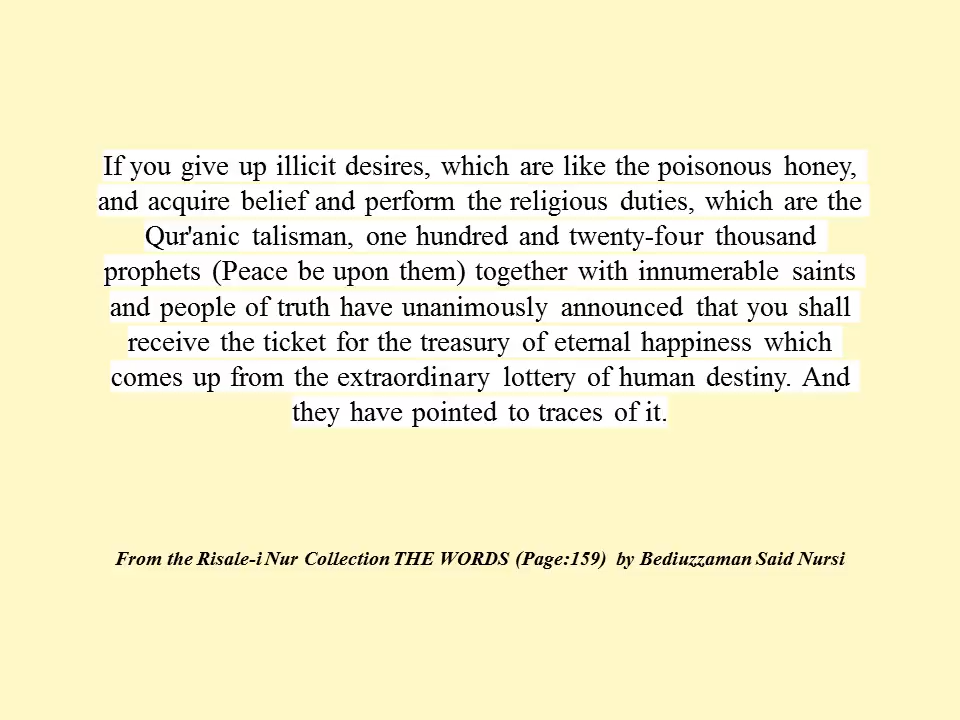 If you give up illicit desires, which are like the poisonous honey,
and acquire belief and perform the religious duties, which are the
Qur'anic talisman, one hundred and twenty-four thousand
prophets (Peace be upon them) together with innumerable saints
and people of truth have unanimously announced that you shall
receive the ticket for the treasury of eternal happiness which
comes up from the extraordinary lottery of human destiny. And
they have pointed to traces of it.
From the Risale-i Nur Collection THE WORDS (Page:159) by Bediuzzaman Said Nursi